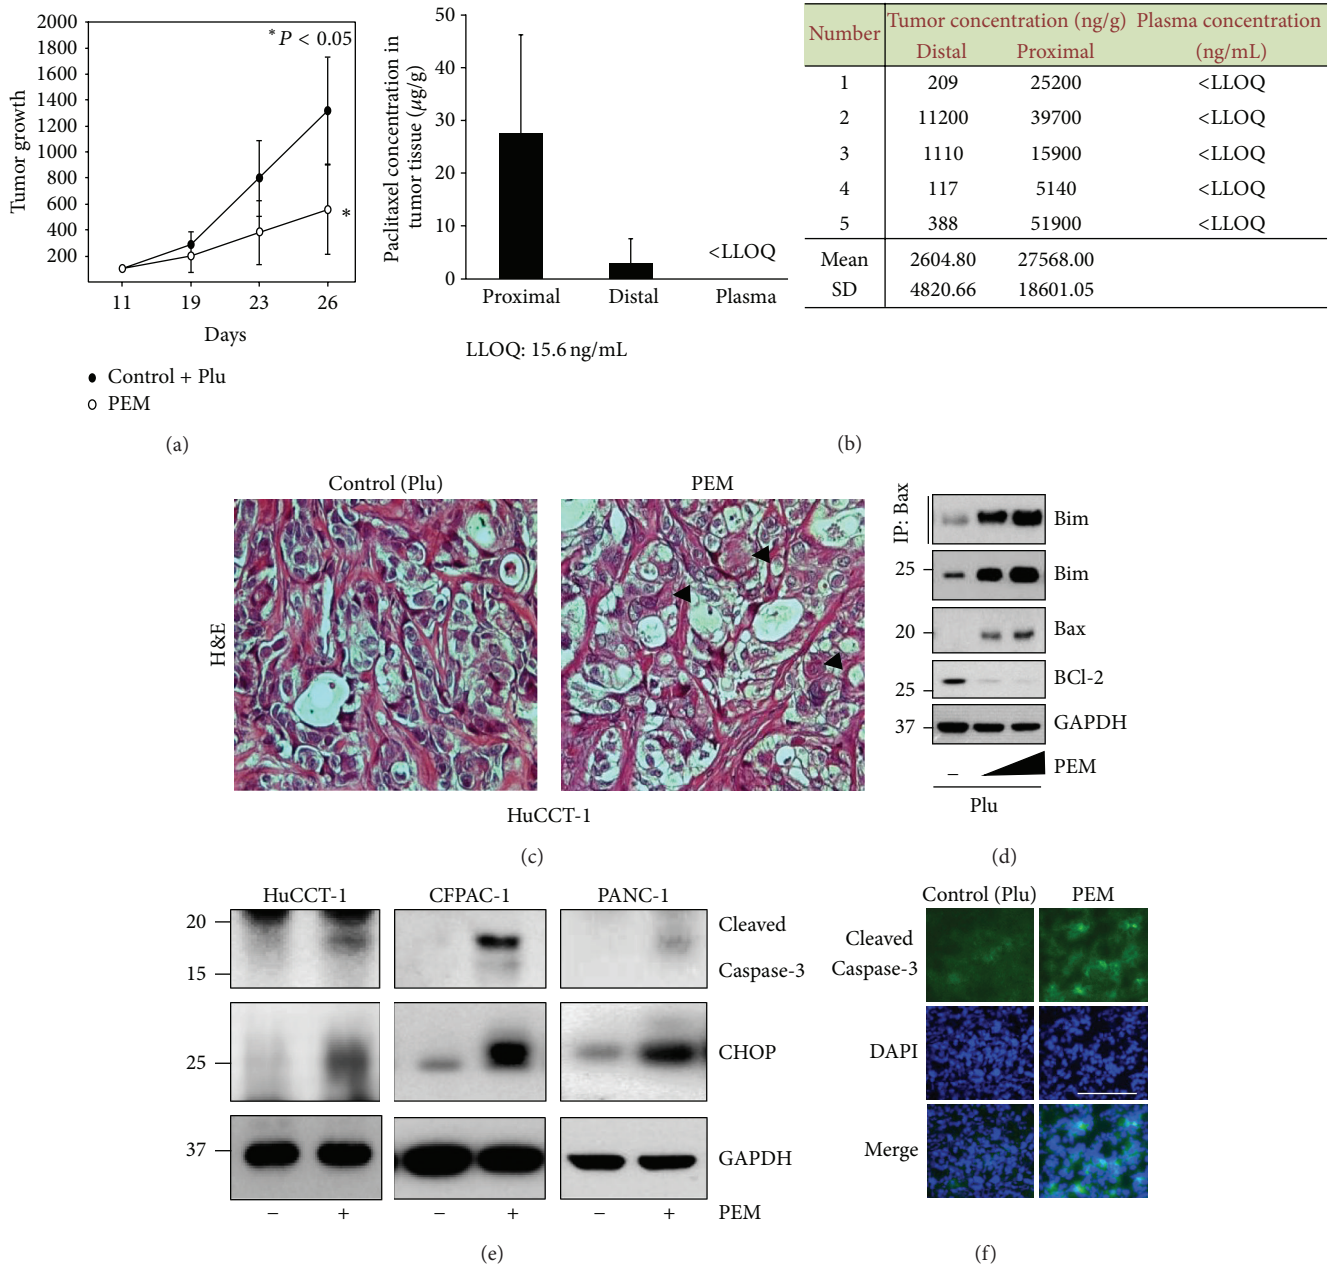 2000
1800
1600
1400
1200
1000
800
600
400
200
Tumor growth
* P < 0.05
*
11 19 23 26
Days
Control + Plu
PEM
(a)
50
40
30
20
10
0
Paclitaxel concentration in
tumor tissue (µg/g)
<LLOQ
Proximal Distal Plasma
LLOQ: 15.6 ng/mL
Number Tumor concentration (ng/g) Plasma concentration
Distal Proximal (ng/mL)
1 209 25200 <LLOQ
2 11200 39700 <LLOQ
3 1110 15900 <LLOQ
4 117 5140 <LLOQ
5 388 51900 <LLOQ
Mean 2604.80 27568.00
SD 4820.66 18601.05
(b)
Control (Plu) PEM
H&E
HuCCT-1
(c)
IP: Bax
Bim
25 Bim
20 Bax
BCl-2
25
37 GAPDH
− PEM
Plu
(d)
HuCCT-1 CFPAC-1 PANC-1
20 Cleaved
15 Caspase-3
25 CHOP
37 GAPDH
− + − + − + PEM
(e)
Control (Plu) PEM
Cleaved
Caspase-3
DAPI
Merge
(f)